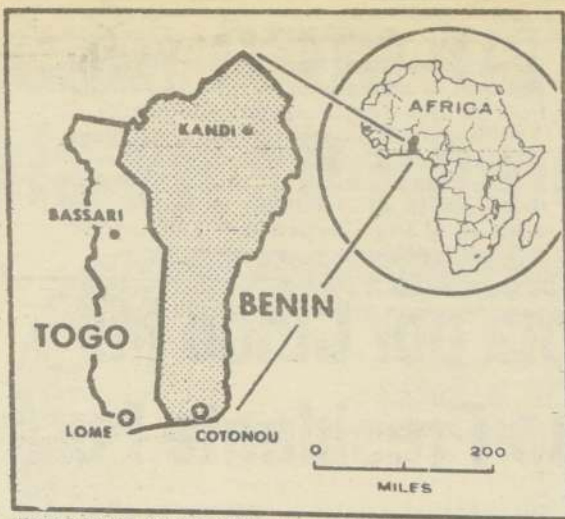 AFRICA
KANDI
BASSARI
BENIN
TOGO
LOME
COTONOU
0 200
MILES